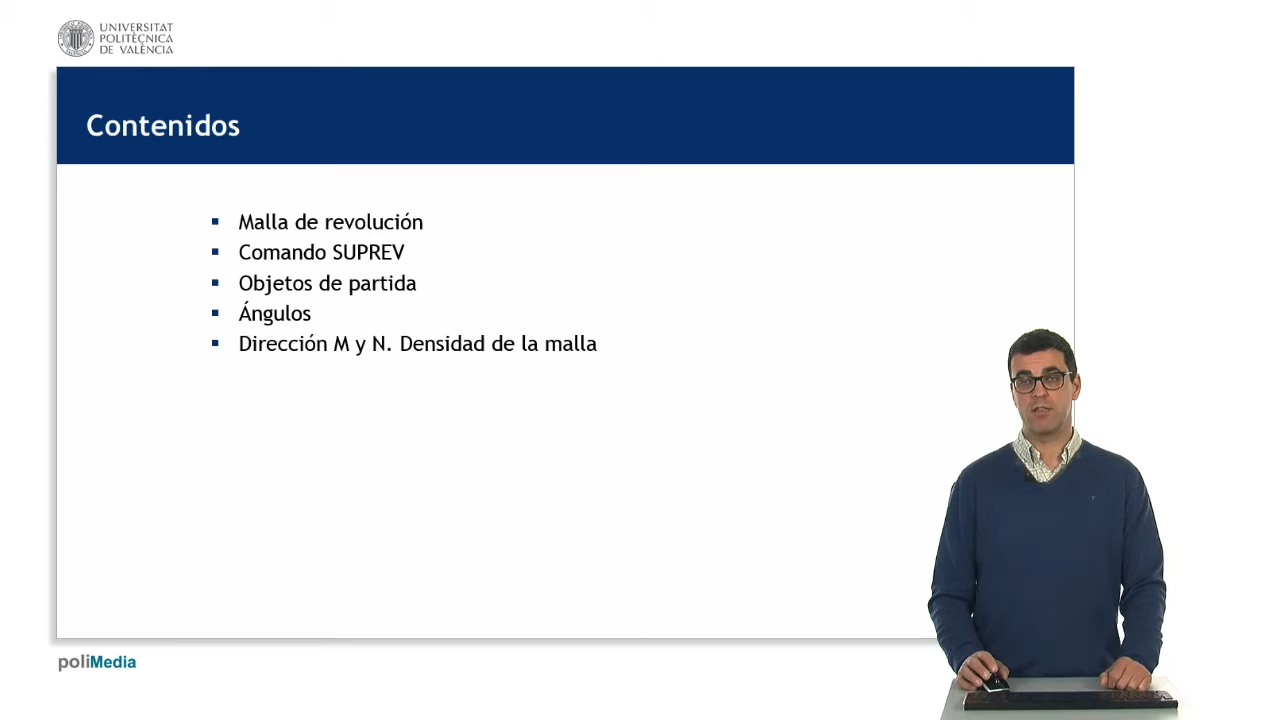 UNIVERSITAT
POLITÈCNICA
DE VALÈNCIA
Contenidos
▪ Malla de revolución
▪ Comando SUPREV
▪ Objetos de partida
▪ Ángulos
▪ Dirección M y N. Densidad de la malla
poliMedia